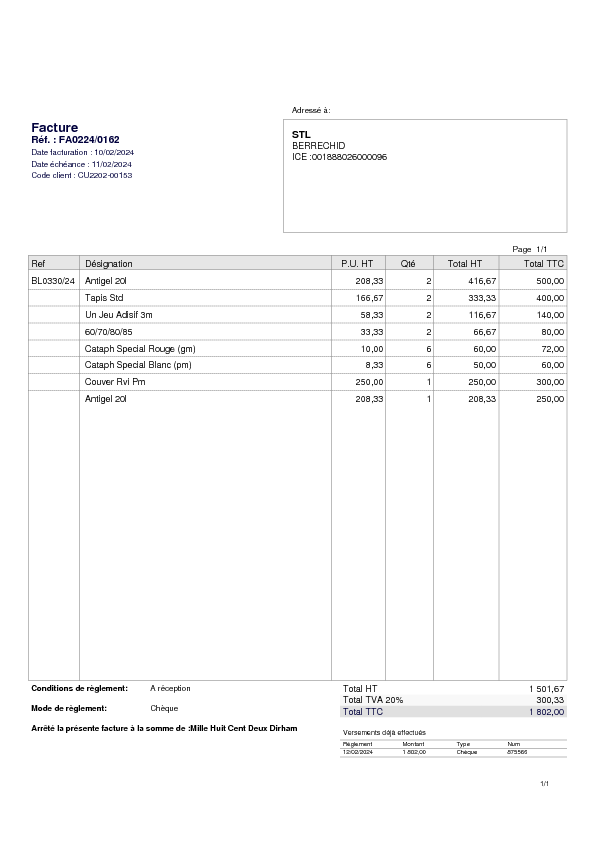 Adressé à:
Facture
Réf. : FA0224/0162
Date facturation : 10/02/2024
Date échéance : 11/02/2024
Code client : CU2202-00153
STL
BERRECHID
ICE :001888026000096
Page 1/1
Ref Désignation P.U. HT Qté Total HT Total TTC
BL0330/24 Antigel 20l 208,33 2 416,67 500,00
Tapis Std 166,67 2 333,33 400,00
Un Jeu Adisif 3m 58,33 2 116,67 140,00
60/70/80/85 33,33 2 66,67 80,00
Cataph Special Rouge (gm) 10,00 6 60,00 72,00
Cataph Special Blanc (pm) 8,33 6 50,00 60,00
Couver Rvi Pm 250,00 1 250,00 300,00
Antigel 20l 208,33 1 208,33 250,00
Conditions de règlement: A réception
Mode de règlement: Chèque
Arrêté la présente facture à la somme de :Mille Huit Cent Deux Dirham
Total HT 1 501,67
Total TVA 20% 300,33
Total TTC 1 802,00
Versements déjà effectués
Règlement Montant Type Num
12/02/2024 1 802,00 Chèque 875566
1/1